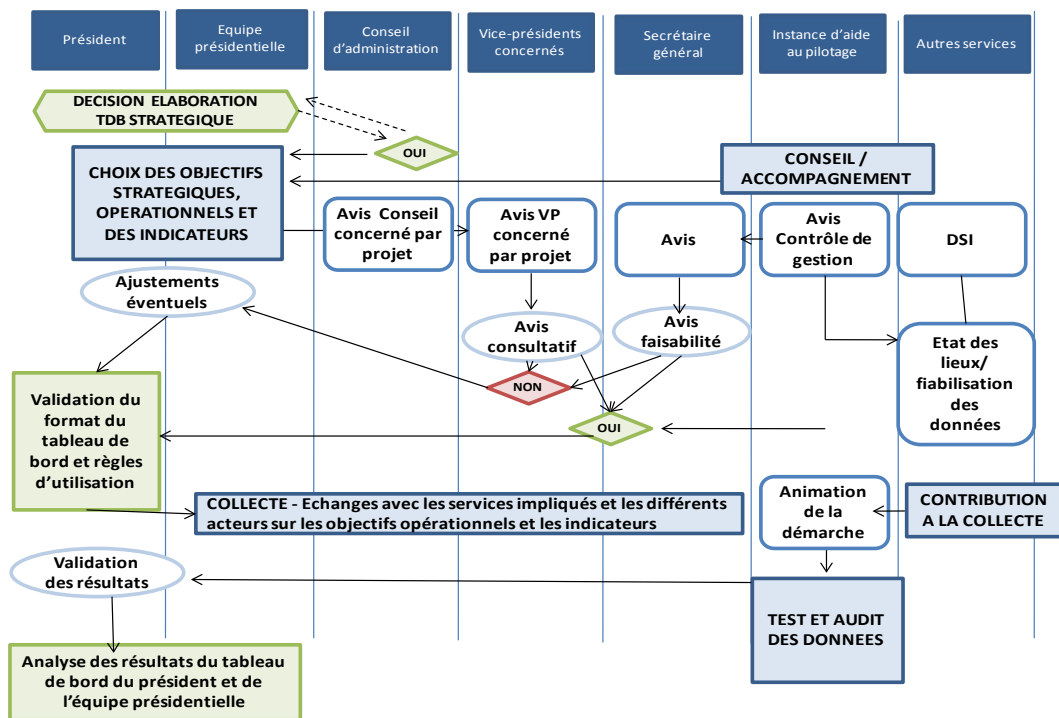 Président
Equipe
présidentielle
Conseil
d'administration
Vice-présidents
concernés
Secrétaire
général
Instance d'aide
au pilotage
Autres services
DECISION ELABORATION
TDB STRATEGIQUE
OUI
CHOIX DES OBJECTIFS
STRATEGIQUES,
OPERATIONNELS ET
DES INDICATEURS
CONSEIL /
ACCOMPAGNEMENT
Avis Conseil
concerné par
projet
Avis VP
concerné
par projet
Avis
Avis
Contrôle de
gestion
DSI
Ajustements
éventuels
Avis
consultatif
Avis
faisabilité
Etat des
lieux/
fiabilisation
des
données
NON
OUI
Validation du
format du
tableau de
bord et règles
d'utilisation
COLLECTE - Echanges avec les services impliqués et les différents
acteurs sur les objectifs opérationnels et les indicateurs
Animation
de la
démarche
CONTRIBUTION
A LA COLLECTE
Validation
des résultats
TEST ET AUDIT
DES DONNEES
Analyse des résultats du tableau
de bord du président et de
l'équipe présidentielle